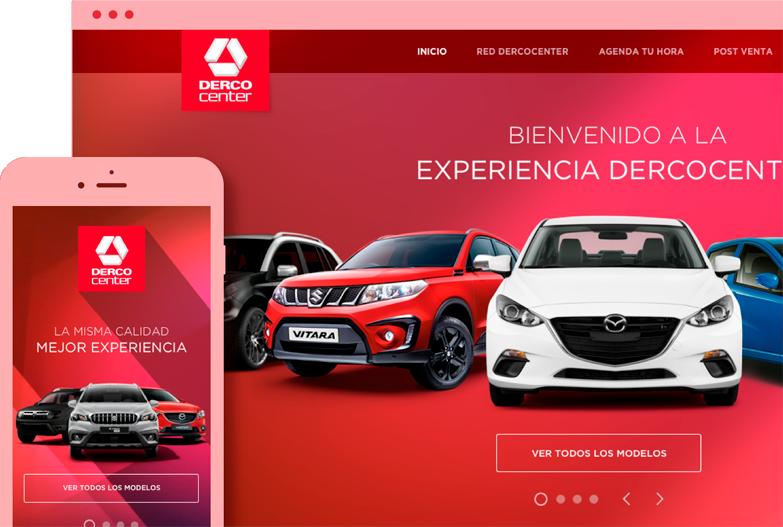 DERCO
center
INICIO
RED DERCOCENTER
AGENDA TU HORA
POST VENTA
BIENVENIDO A LA
EXPERIENCIA DERCOCENT
VITARA
VER TODOS LOS MODELOS
DERCO
center
LA MISMA CALIDAD
MEJOR EXPERIENCIA
VER TODOS LOS MODELOS